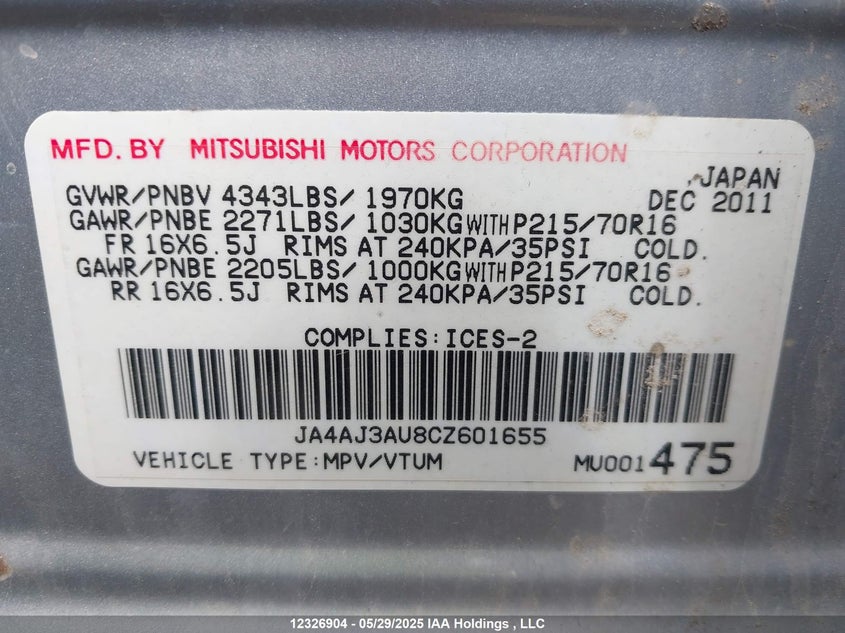 MFD. BY MITSUBISHI MOTORS CORPORATION
JAPAN
GVWR/PNBV 4343LBS/ 1970KG DEC 2011
GAWR/PNBE 2271LBS/ 1030KG WITH P215/70R16
FR 16X6.5J RIMS AT 240KPA/35PSI COLD.
GAWR/PNBE 2205LBS/ 1000KG WITH P215/70R16
RR 16X6.5J RIMS AT 240KPA/35PSI COLD.
COMPLIES:ICES-2
JA4AJ3AU8CZ601655
VEHICLE TYPE:MPV/VTUM MU001475
12326904 - 05/29/2025 IAA Holdings , LLC